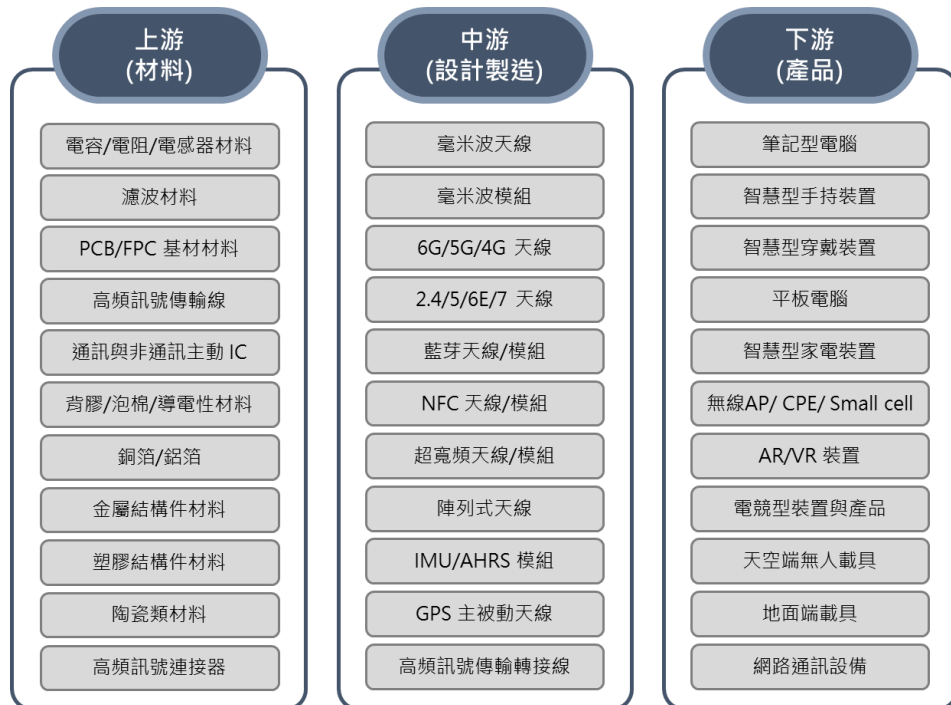 上游
(材料)
電容/電阻/電感器材料
濾波材料
PCB/FPC 基材材料
高頻訊號傳輸線
通訊與非通訊主動 IC
背膠/泡棉/導電性材料
銅箔/鋁箔
金屬結構件材料
塑膠結構件材料
陶瓷類材料
高頻訊號連接器
中游
(設計製造)
毫米波天線
毫米波模組
6G/5G/4G 天線
2.4/5/6E/7 天線
藍芽天線/模組
NFC 天線/模組
超寬頻天線/模組
陣列式天線
IMU/AHRS 模組
GPS 主被動天線
高頻訊號傳輸轉接線
下游
(產品)
筆記型電腦
智慧型手持裝置
智慧型穿戴裝置
平板電腦
智慧型家電裝置
無線AP/ CPE/ Small cell
AR/VR 裝置
電競型裝置與產品
天空端無人載具
地面端載具
網路通訊設備